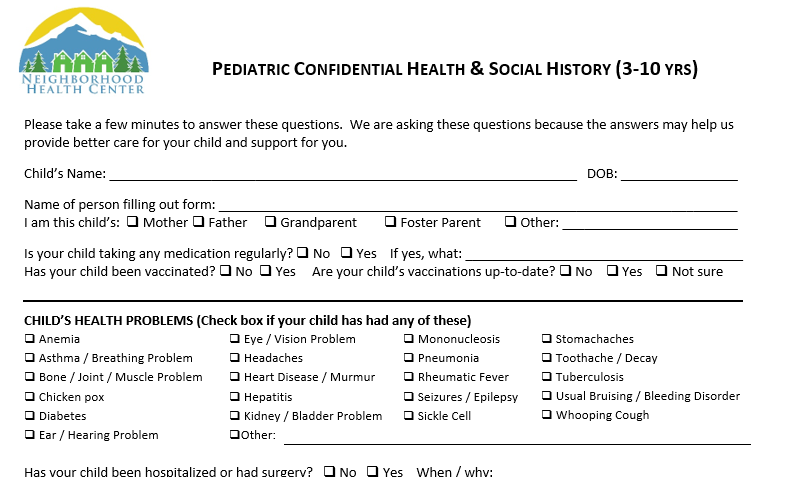 NEIGHBORHOOD
HEALTH CENTER
PEDIATRIC CONFIDENTIAL HEALTH & SOCIAL HISTORY (3-10 YRS)
Please take a few minutes to answer these questions.  We are asking these questions because the answers may help us
provide better care for your child and support for you.
Child's Name: DOB:
Name of person filling out form:
I am this child's: ❑ Mother ❑ Father ❑ Grandparent ❑ Foster Parent ❑ Other:
Is your child taking any medication regularly? ❑ No ❑ Yes If yes, what:
Has your child been vaccinated? ❑ No ❑ Yes Are your child's vaccinations up-to-date? ❑ No ❑ Yes ❑ Not sure
CHILD'S HEALTH PROBLEMS (Check box if your child has had any of these)
❑ Anemia ❑ Eye / Vision Problem ❑ Mononucleosis ❑ Stomachaches
❑ Asthma / Breathing Problem ❑ Headaches ❑ Pneumonia ❑ Toothache / Decay
❑ Bone / Joint / Muscle Problem ❑ Heart Disease / Murmur ❑ Rheumatic Fever ❑ Tuberculosis
❑ Chicken pox ❑ Hepatitis ❑ Seizures / Epilepsy ❑ Usual Bruising / Bleeding Disorder
❑ Diabetes ❑ Kidney / Bladder Problem ❑ Sickle Cell ❑ Whooping Cough
❑ Ear / Hearing Problem ❑Other:
Has your child been hospitalized or had surgery? ❑ No ❑ Yes When / why: